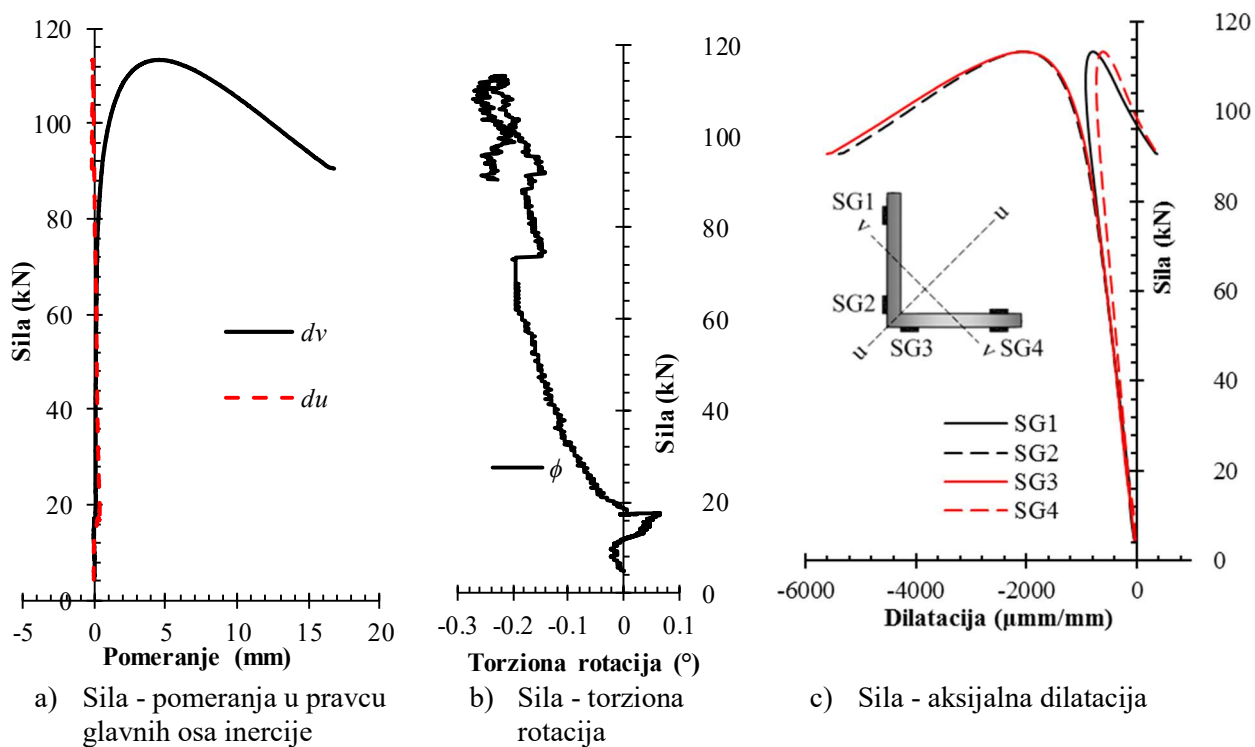 120
100
80
60
40
20
0
Sila (kN)
dv
du
-5
0
5
10
15
20
Pomeranje (mm)
a) Sila - pomeranja u pravcu
glavnih osa inercije
120
100
80
60
40
20
0
Sila (kN)
ϕ
-0.3
-0.2
-0.1
0
0.1
Torziona rotacija (°)
b) Sila - torziona
rotacija
120
100
80
60
40
20
0
Sila (kN)
SG1
v
u
SG2
u
SG3
v
SG4
SG1
SG2
SG3
SG4
-6000
-4000
-2000
0
Dilatacija (µmm/mm)
c) Sila - aksijalna dilatacija